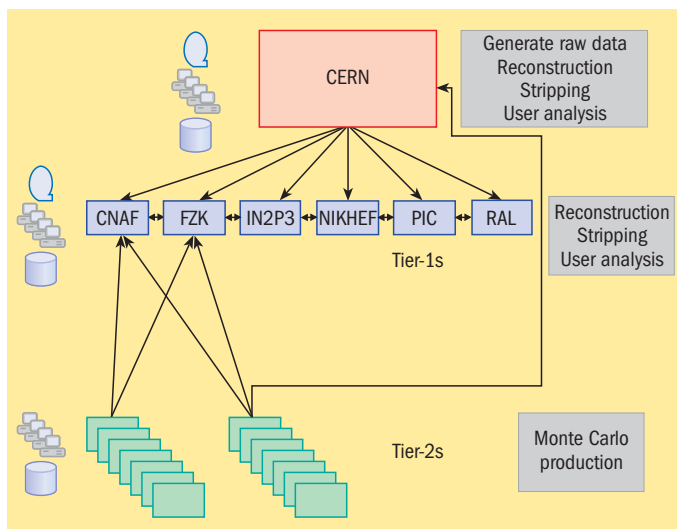 CERN
Generate raw data
Reconstruction
Stripping
User analysis
CNAF
FZK
IN2P3
NIKHEF
PIC
RAL
Tier-1s
Reconstruction
Stripping
User analysis
Tier-2s
Monte Carlo
production